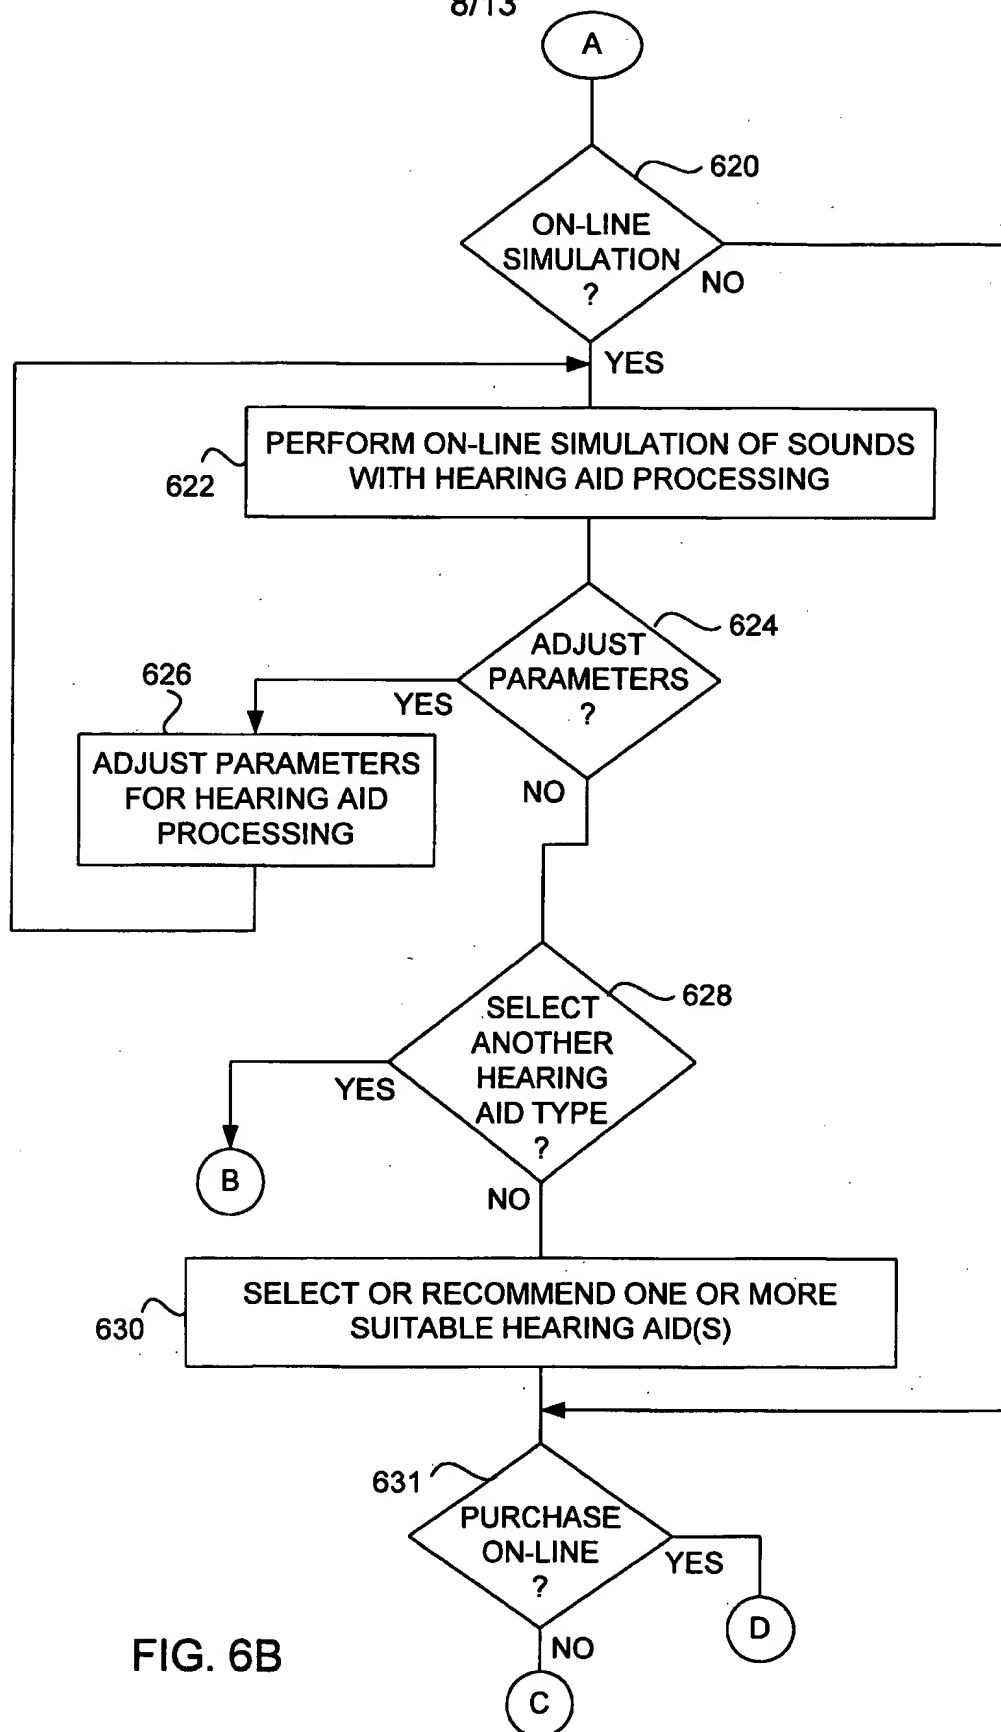 8/13
A
620
ON-LINE
SIMULATION
?
NO
YES
PERFORM ON-LINE SIMULATION OF SOUNDS
WITH HEARING AID PROCESSING
622
624
ADJUST
PARAMETERS
?
YES
626
ADJUST PARAMETERS
FOR HEARING AID
PROCESSING
NO
628
SELECT
ANOTHER
HEARING
AID TYPE
?
YES
B
NO
SELECT OR RECOMMEND ONE OR MORE
SUITABLE HEARING AID(S)
630
631
PURCHASE
ON-LINE
?
YES
D
NO
C
FIG. 6B